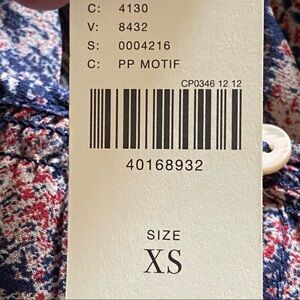 C: 4130
V: 8432
S: 0004216
C: PP MOTIF
CP0346 12 12
40168932
SIZE
XS